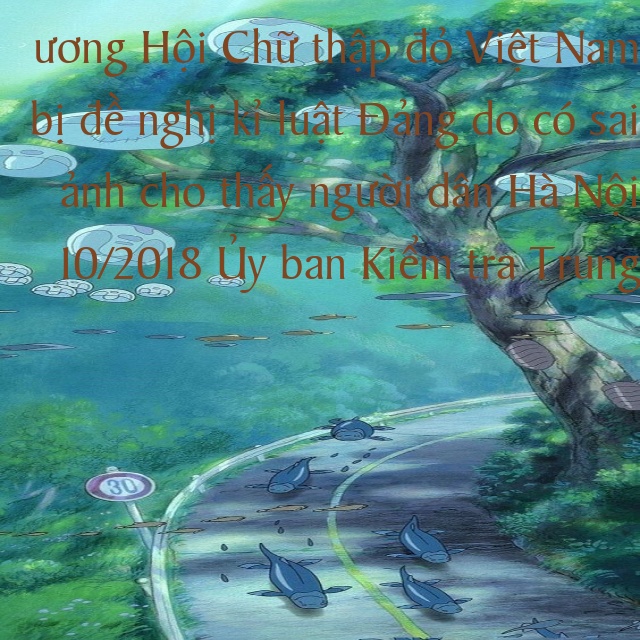 ương Hội Chữ thập đỏ Việt Nam
bị đề nghị kỉ luật Đảng do có sai
ảnh cho thấy người dân Hà Nội
10/2018 Ủy ban Kiểm tra Trung
30